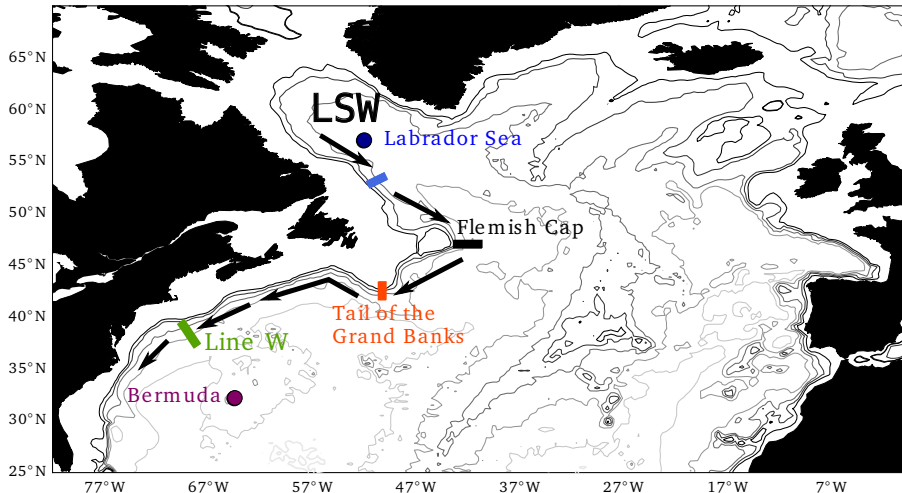 65°N
60°N
55°N
50°N
45°N
40°N
35°N
30°N
25°N
LSW
Labrador Sea
Flemish Cap
Tail of the
Grand Banks
Line W
Bermuda
77°W
67°W
57°W
47°W
37°W
27°W
17°W
7°W